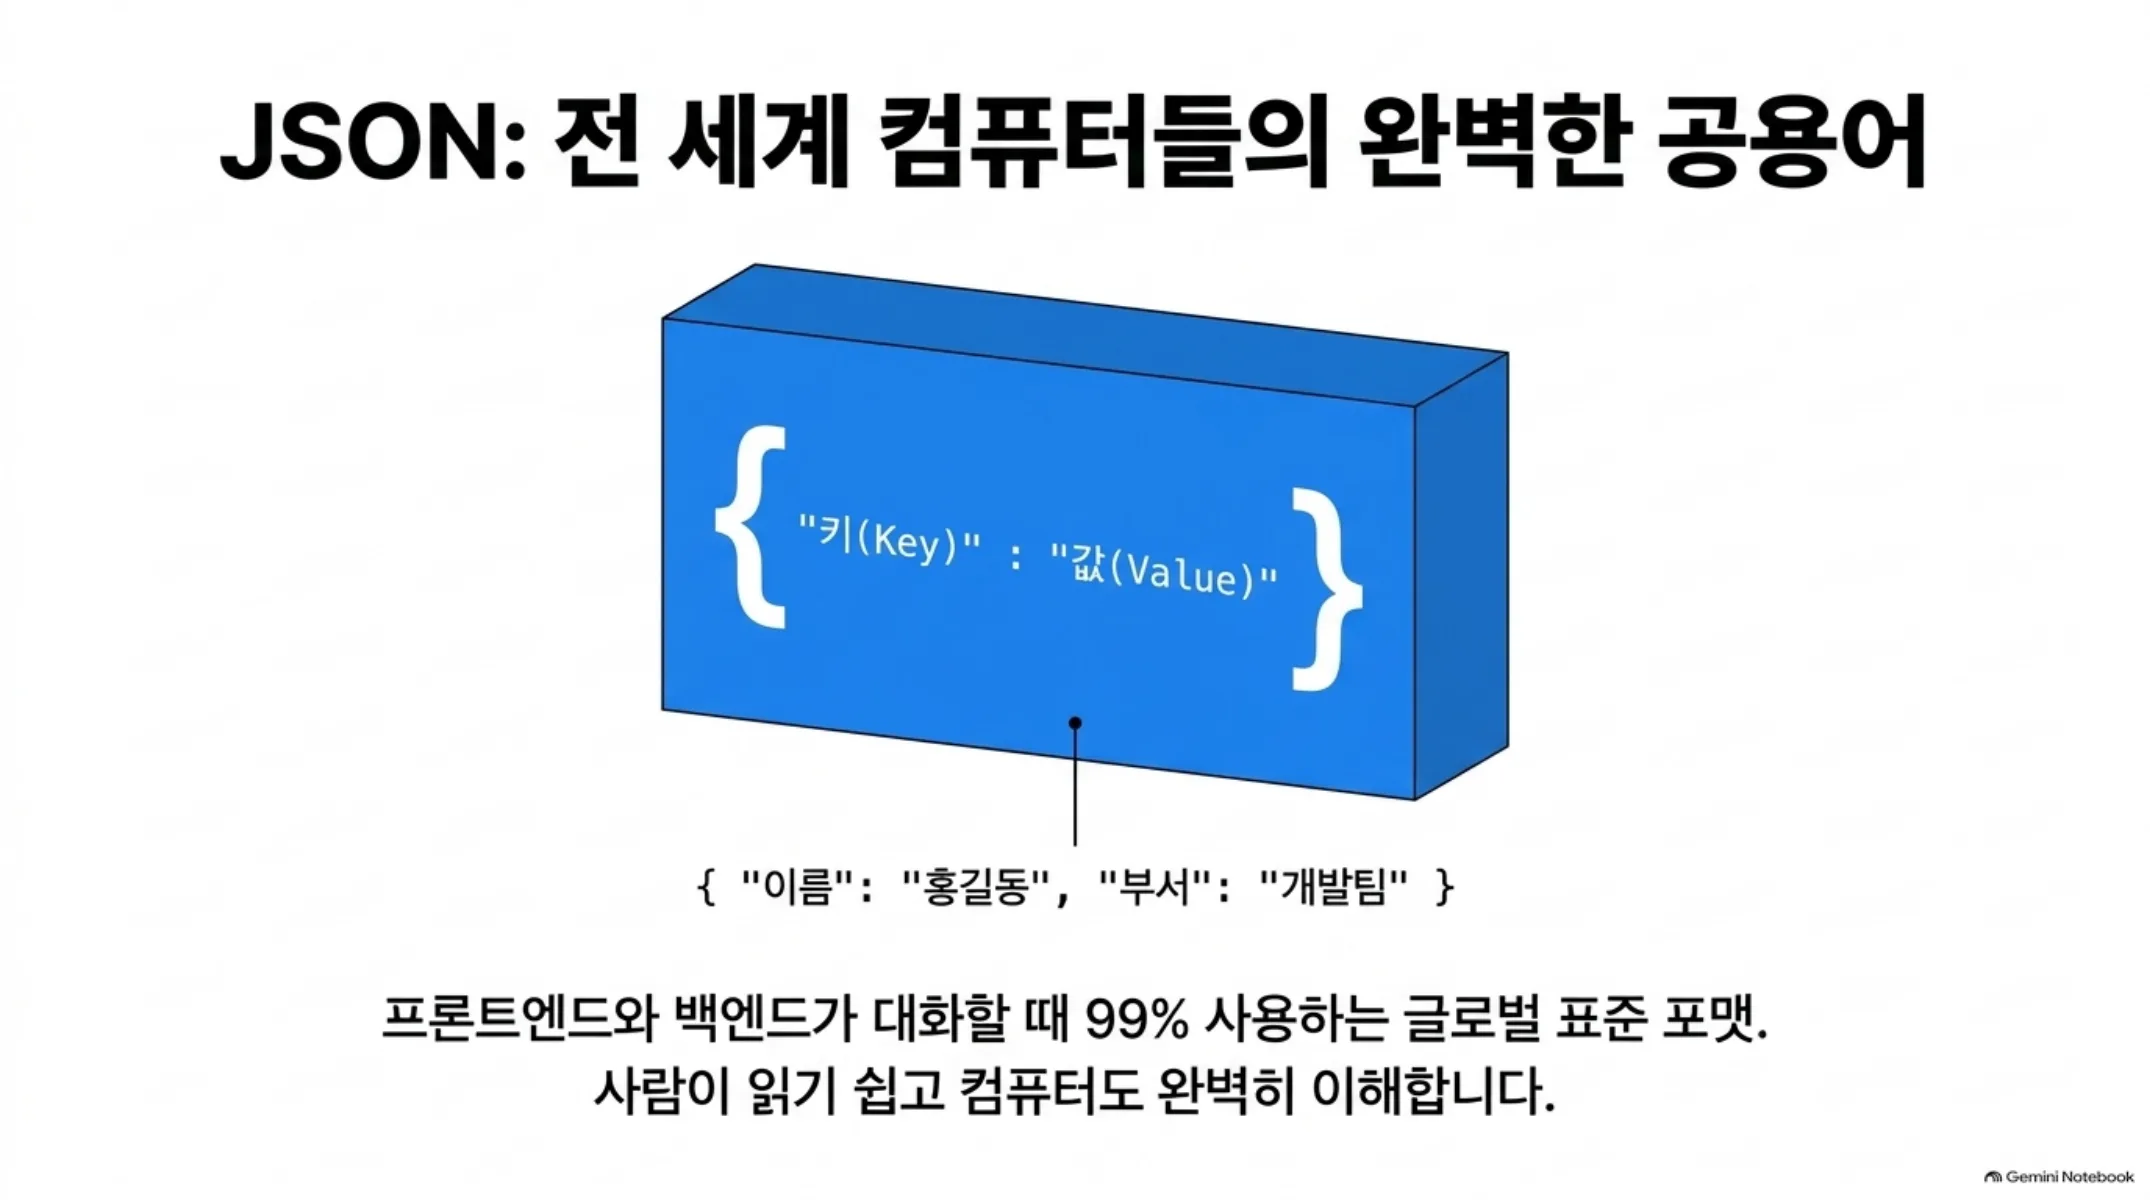 JSON: 전 세계 컴퓨터들의 완벽한 공용어
{ "키(Key)" : "값(Value)" }
{ "이름": "홍길동", "부서": "개발팀" }
프론트엔드와 백엔드가 대화할 때 99% 사용하는 글로벌 표준 포맷.
사람이 읽기 쉽고 컴퓨터도 완벽히 이해합니다.
Gemini Notebook